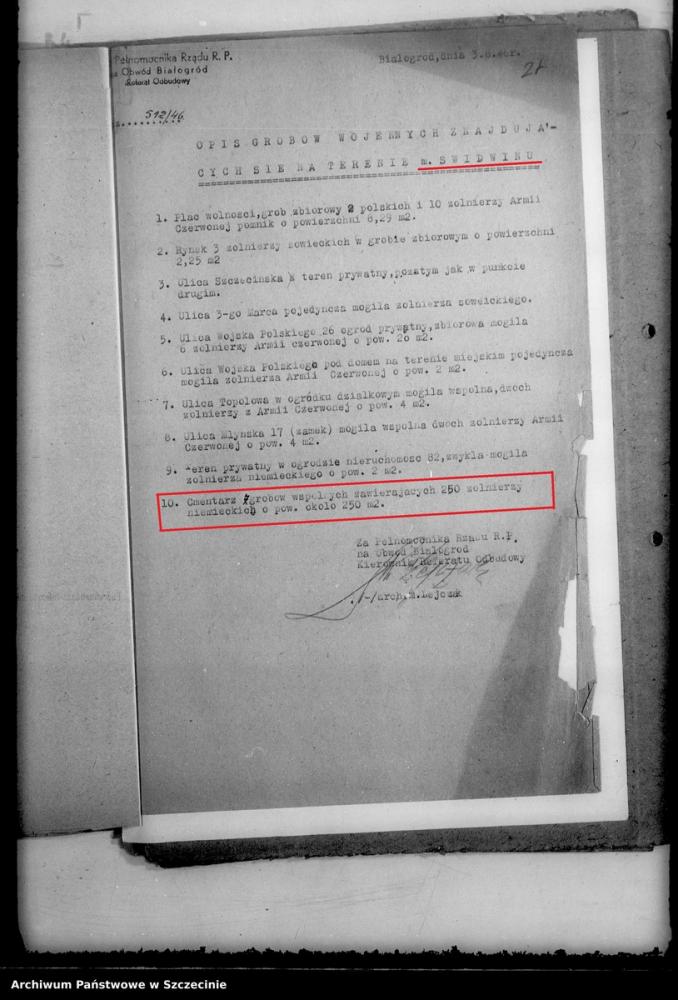 Pełnomocnika Rządu R. P.
Obwód Białogród
Referat Odbudowy
512/46
Białogród, dnia 3.8.46r.
21
OPIS GROBOW WOJENNYCH ZNAJDUJĄ-
CYCH SIE NA TERENIE m. SWIDWINU
1. Plac wolnosci, grob zbiorowy 2 polskich i 10 zolnierzy Armii
Czerwonej pomnik o powierzchni 8,29 m2.
2. Rynek 3 zolnierzy sowieckich w grobie zbiorowym o powierzchni
2,25 m2
3. Ulica Szczecinska teren prywatny, pozatym jak w punkcie
drugim.
4. Ulica 3-go Marca pojedyncza mogila zolnierza soweickiego.
5. Ulica Wojska Polskiego 26 ogrod prywatny, zbiorowa mogila
6 zolnierzy Armii czerwonej o pow. 20 m2.
6. Ulica Wojska Polskiego pod domem na terenie miejskim pojedyncza
mogila zolnierza Armii Czerwonej o pow. 2 m2.
7. Ulica Topolowa w ogródku dzialkowym mogila wspolna, dwoch
zolnierzy z Armii Czerwonej o pow. 4 m2.
8. Ulica Mlynska 17 (zamek) mogila wspolna dwoch zolnierzy Armii
Czerwonej o pow. 4 m2.
9. Teren prywatny w ogrodzie nieruchomosc 82, zwykla mogila
zolnierza niemieckiego o pow. 2 m2.
10. Cmentarz grobow wspolnych zawierajacych 250 zolnierzy
niemieckich o pow. okolo 250 m2.
Za Pelnomocnika Rzadu R.P.
na Obwod Bialogrod
Kierownik Referatu Odbudowy
-/arch. M. Lejczak
Archiwum Państwowe w Szczecinie